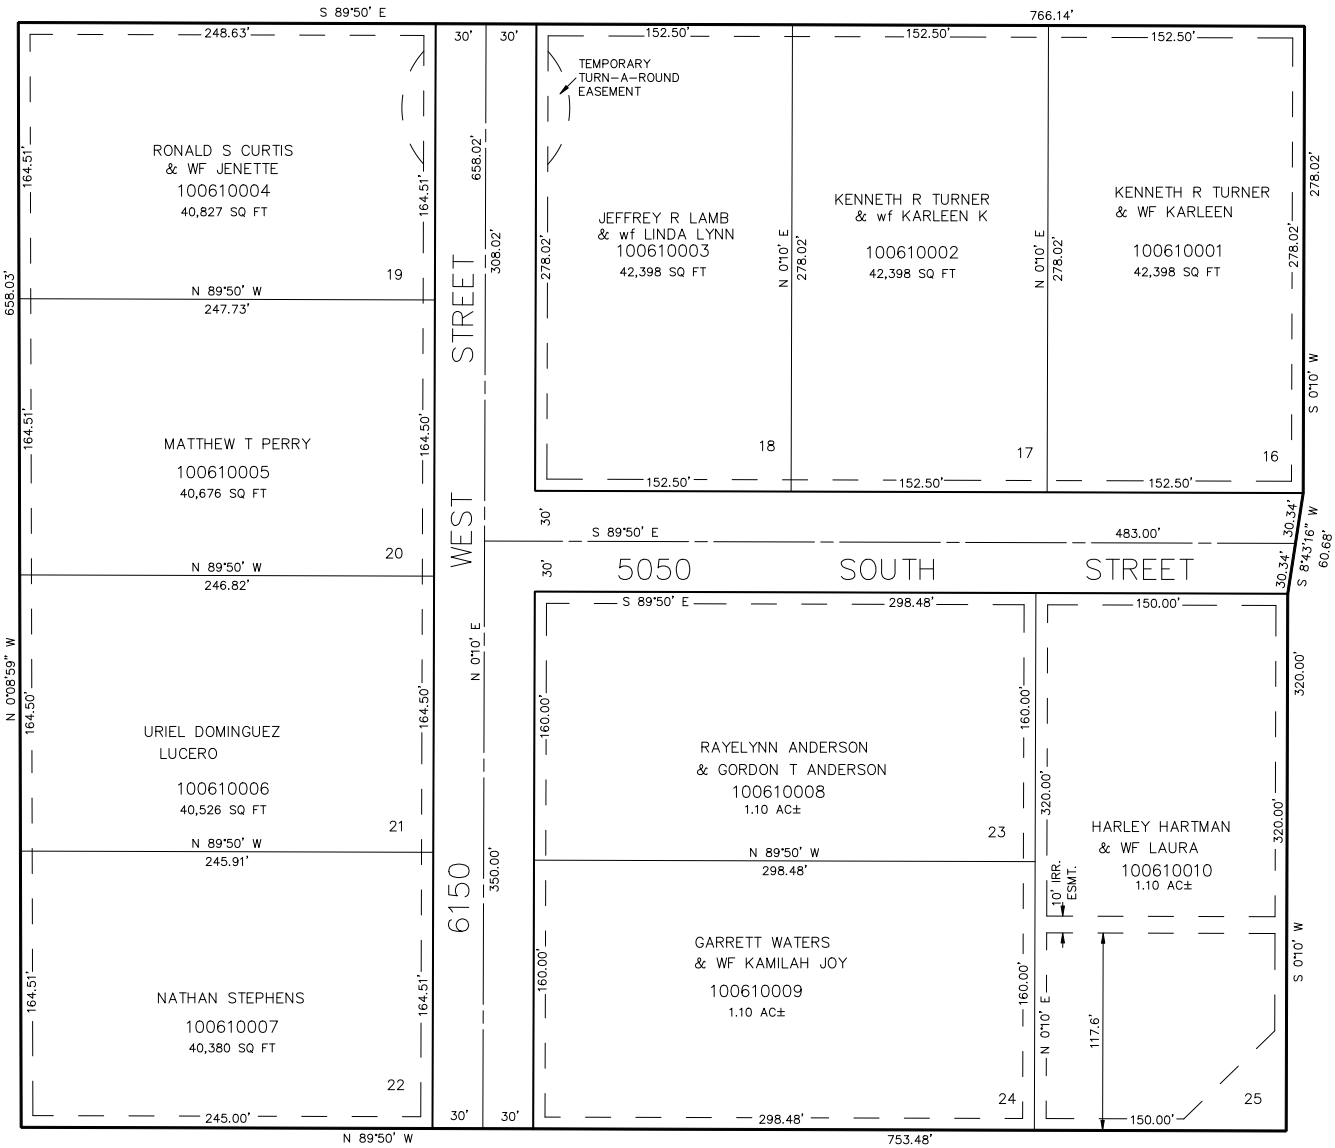 S 89°50' E
766.14'
248.63'
30'
30'
152.50'
152.50'
152.50'
TEMPORARY
TURN-A-ROUND
EASEMENT
RONALD S CURTIS
& WF JENETTE
100610004
40,827 SQ FT
164.51'
164.51'
19
658.02'
308.02'
JEFFREY R LAMB
& wf LINDA LYNN
100610003
42,398 SQ FT
278.02'
18
N 0°10' E
278.02'
KENNETH R TURNER
& wf KARLEEN K
100610002
42,398 SQ FT
17
N 0°10' E
278.02'
KENNETH R TURNER
& WF KARLEEN
100610001
42,398 SQ FT
278.02'
278.02'
16
S 0°10' W
N 89°50' W
247.73'
658.03'
MATTHEW T PERRY
100610005
40,676 SQ FT
164.51'
164.50'
20
152.50'
152.50'
152.50'
N 89°50' W
246.82'
6150 WEST STREET
30'
30'
S 89°50' E
483.00'
5050 SOUTH STREET
30.34'
30.34'
S 8°43'16" W
60.68'
S 89°50' E
298.48'
150.00'
N 0°08'59" W
URIEL DOMINGUEZ
LUCERO
100610006
40,526 SQ FT
164.50'
164.50'
21
N 0°10' E
350.00'
160.00'
160.00'
RAYELYNN ANDERSON
& GORDON T ANDERSON
100610008
1.10 AC±
23
320.00'
320.00'
320.00'
HARLEY HARTMAN
& WF LAURA
100610010
1.10 AC±
10' IRR.
ESMT.
N 89°50' W
245.91'
N 89°50' W
298.48'
NATHAN STEPHENS
100610007
40,380 SQ FT
164.51'
164.51'
22
GARRETT WATERS
& WF KAMILAH JOY
100610009
1.10 AC±
160.00'
160.00'
24
N 0°10' E
117.6'
S 0°10' W
25
245.00'
30'
30'
298.48'
150.00'
N 89°50' W
753.48'